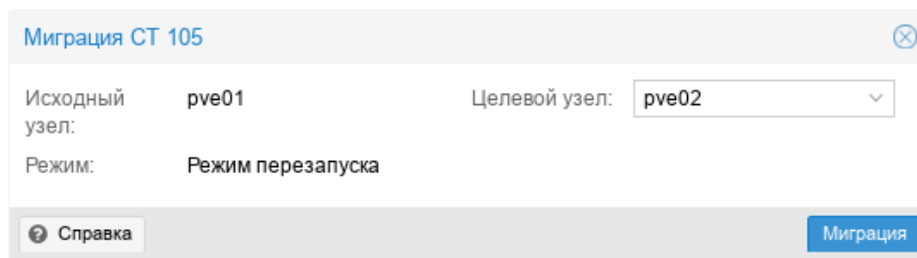 Миграция CT 105
Исходный узел: pve01 Целевой узел: pve02
Режим: Режим перезапуска
Справка Миграция